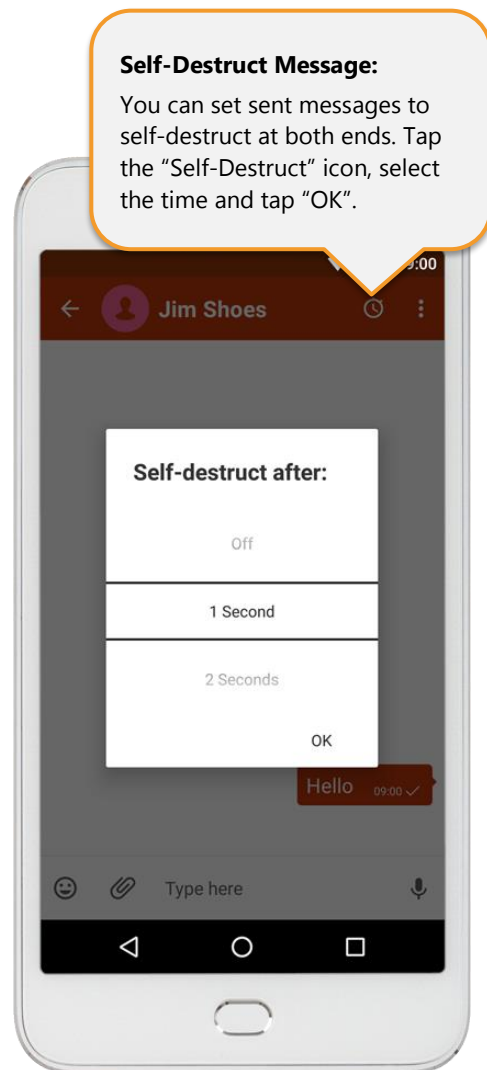 Self-Destruct Message:
You can set sent messages to
self-destruct at both ends. Tap
the “Self-Destruct” icon, select
the time and tap “OK”.
:00
Jim Shoes
Self-destruct after:
Off
1 Second
2 Seconds
OK
Hello 09:00
Type here